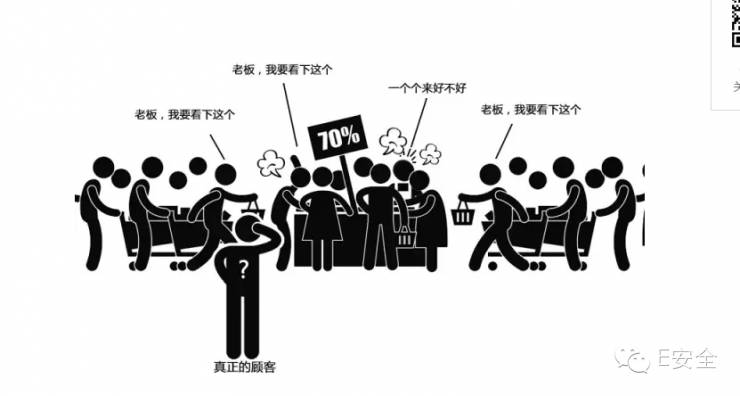 老板，我要看下这个
一个个来好不好
老板，我要看下这个
老板，我要看下这个
70%
?
真正的顾客
E安全
关